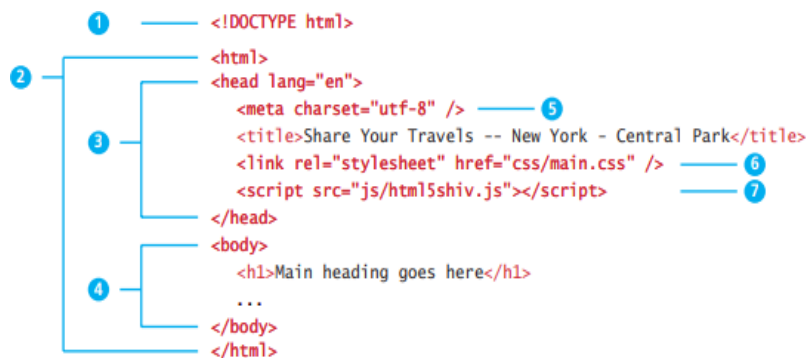 1 <!DOCTYPE html>
<html>
2 <head lang="en">
<meta charset="utf-8" /> 5
3 <title>Share Your Travels -- New York - Central Park</title>
<link rel="stylesheet" href="css/main.css" /> 6
<script src="js/html5shiv.js"></script> 7
</head>
<body>
<h1>Main heading goes here</h1>
4 ...
</body>
</html>